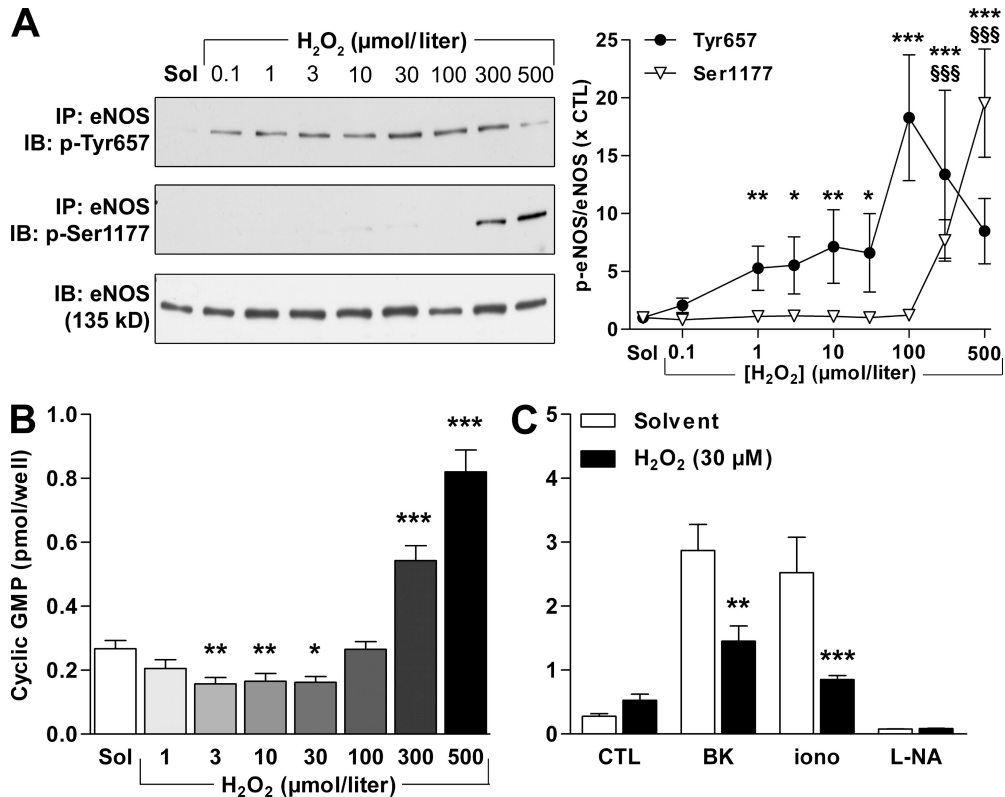 A
H₂O₂ (µmol/liter)
Sol 0.1 1 3 10 30 100 300 500
IP: eNOS
IB: p-Tyr657
IP: eNOS
IB: p-Ser1177
IB: eNOS
(135 kD)
p-eNOS/eNOS (x CTL)
25
20
15
10
5
0
Tyr657
Ser1177
** * ** * *** *** §§§ *** §§§
Sol 0.1 1 10 100 500
[H₂O₂] (µmol/liter)
B
Cyclic GMP (pmol/well)
1.0
0.8
0.6
0.4
0.2
0.0
** ** * *** ***
Sol 1 3 10 30 100 300 500
H₂O₂ (µmol/liter)
C
5
4
3
2
1
0
Solvent
H₂O₂ (30 µM)
** ***
CTL BK iono L-NA